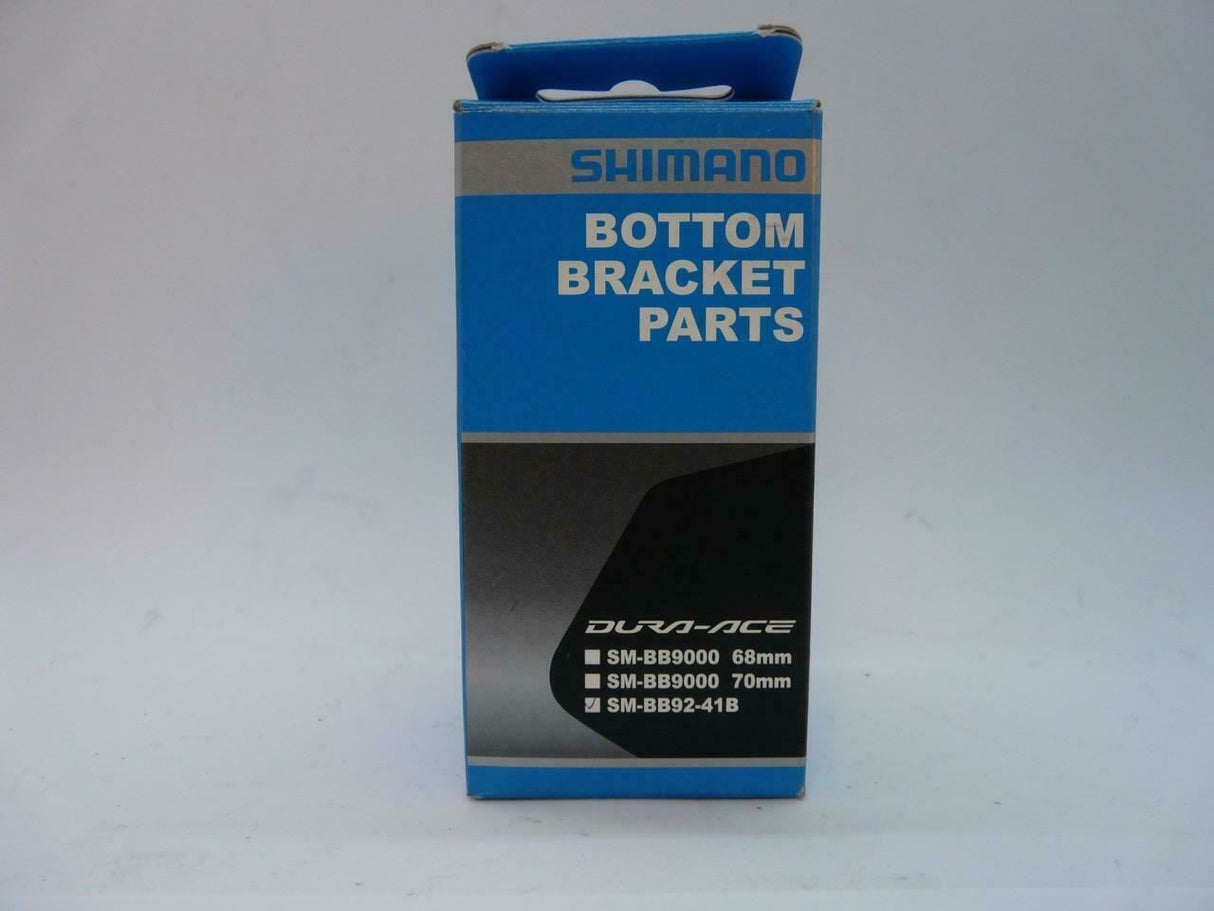 SHIMANO
BOTTOM
BRACKET
PARTS
DURA-ACE
SM-BB9000 68mm
SM-BB9000 70mm
SM-BB92-41B